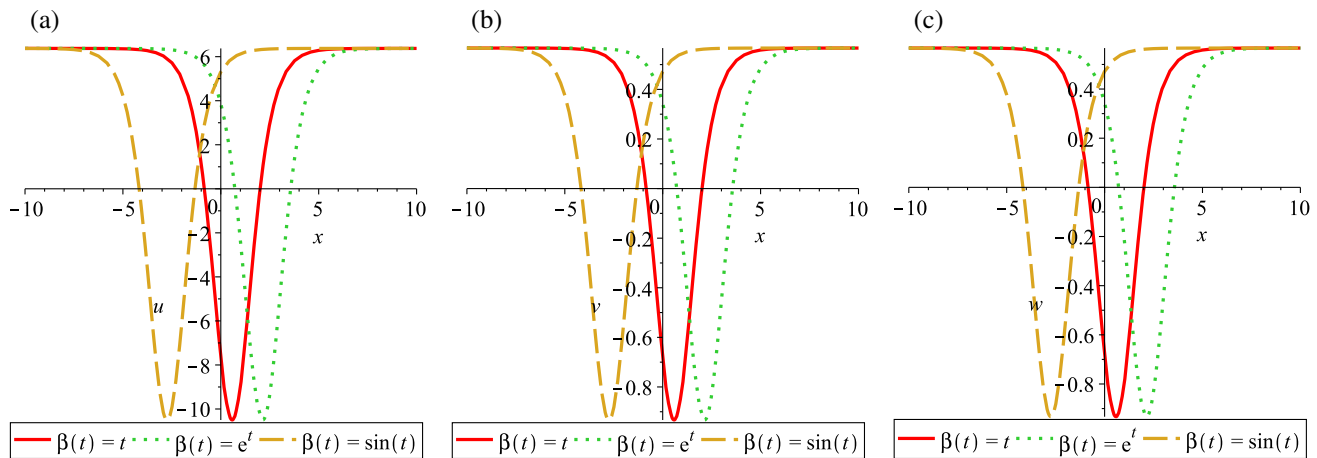 (a)
6
4
2
−10
−5
0
5
10
x
−2
−4
−6
−8
−10
u
β(t) = t β(t) = e^t β(t) = sin(t)
(b)
0.4
0.2
−10
−5
0
5
10
x
−0.2
−0.4
−0.6
−0.8
v
β(t) = t β(t) = e^t β(t) = sin(t)
(c)
0.4
0.2
−10
−5
0
5
10
x
−0.2
−0.4
−0.6
−0.8
w
β(t) = t β(t) = e^t β(t) = sin(t)